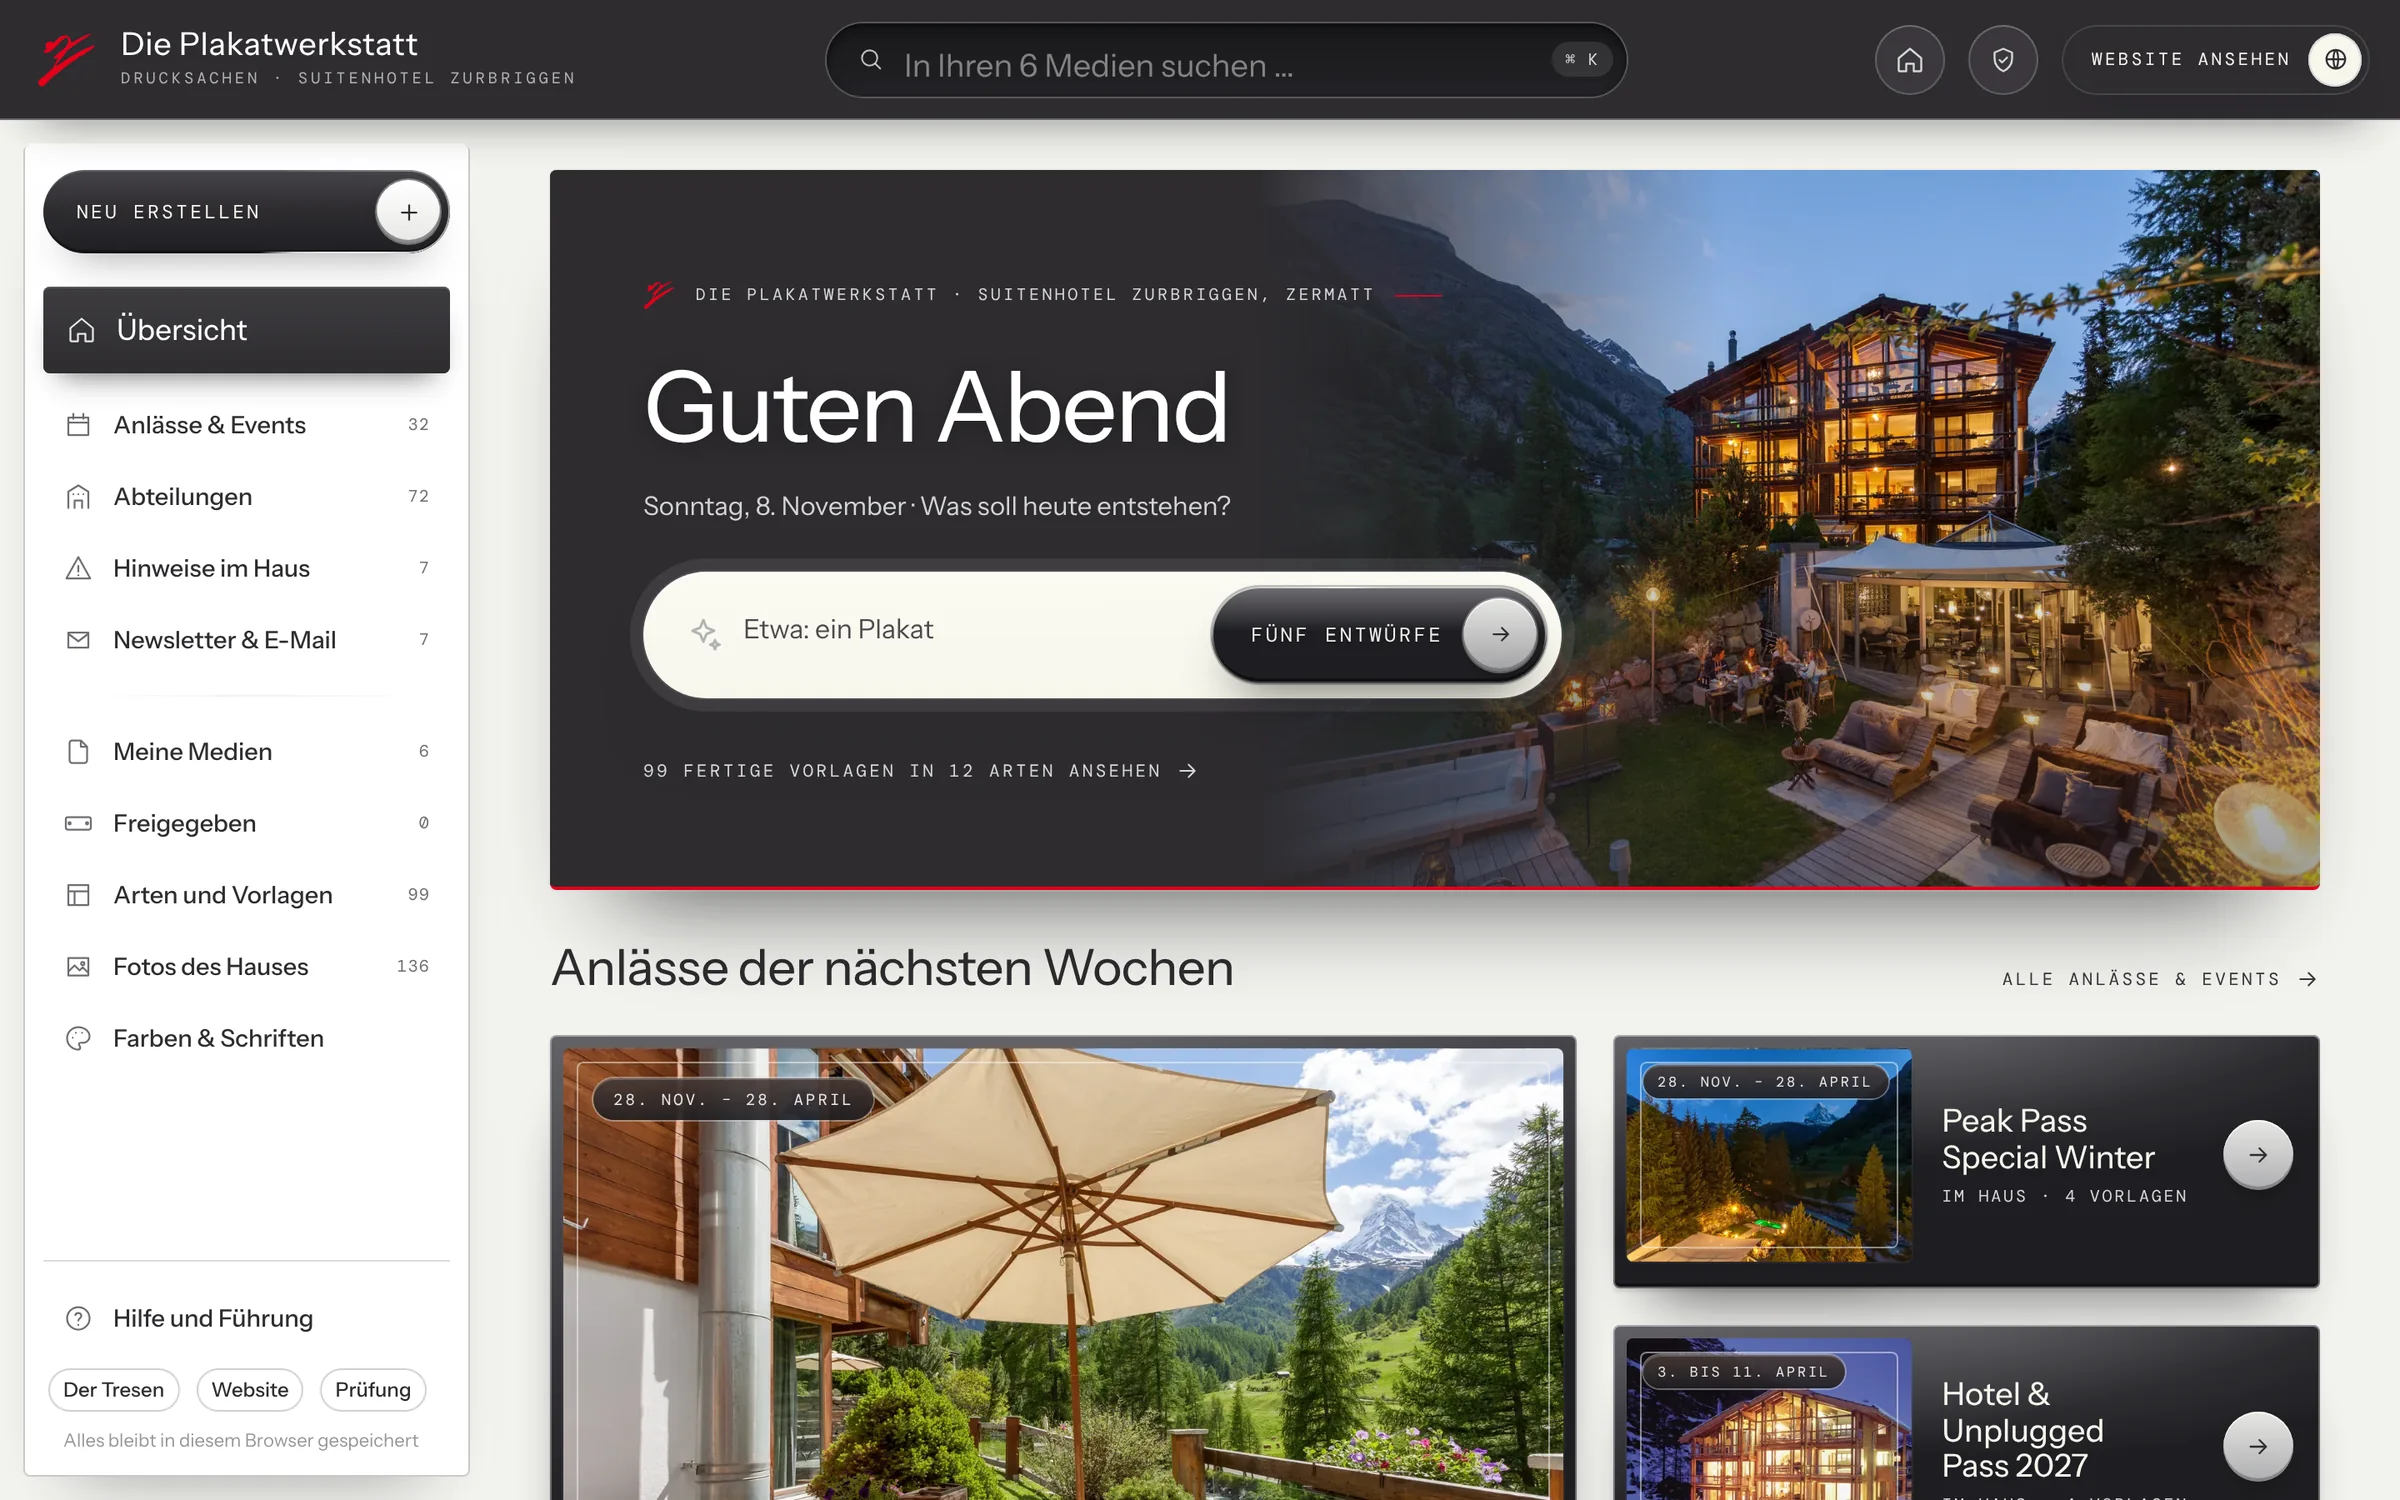 Die Plakatwerkstatt
DRUCKSACHEN · SUITENHOTEL ZURBRIGGEN
In Ihren 6 Medien suchen ...
⌘ K
WEBSITE ANSEHEN
NEU ERSTELLEN
Übersicht
Anlässe & Events 32
Abteilungen 72
Hinweise im Haus 7
Newsletter & E-Mail 7
Meine Medien 6
Freigegeben 0
Arten und Vorlagen 99
Fotos des Hauses 136
Farben & Schriften
Hilfe und Führung
Der Tresen Website Prüfung
Alles bleibt in diesem Browser gespeichert
DIE PLAKATWERKSTATT · SUITENHOTEL ZURBRIGGEN, ZERMATT
Guten Abend
Sonntag, 8. November · Was soll heute entstehen?
Etwa: ein Plakat
FÜNF ENTWÜRFE
99 FERTIGE VORLAGEN IN 12 ARTEN ANSEHEN
Anlässe der nächsten Wochen
ALLE ANLÄSSE & EVENTS
28. NOV. – 28. APRIL
28. NOV. – 28. APRIL
Peak Pass
Special Winter
IM HAUS · 4 VORLAGEN
3. BIS 11. APRIL
Hotel &
Unplugged
Pass 2027